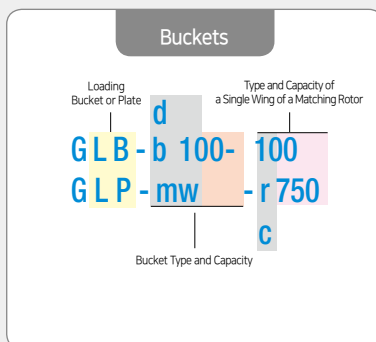 Buckets
Loading
Bucket or Plate
Type and Capacity of
a Single Wing of a Matching Rotor
d
GLB-b 100- 100
GLP-mw -r 750
c
Bucket Type and Capacity